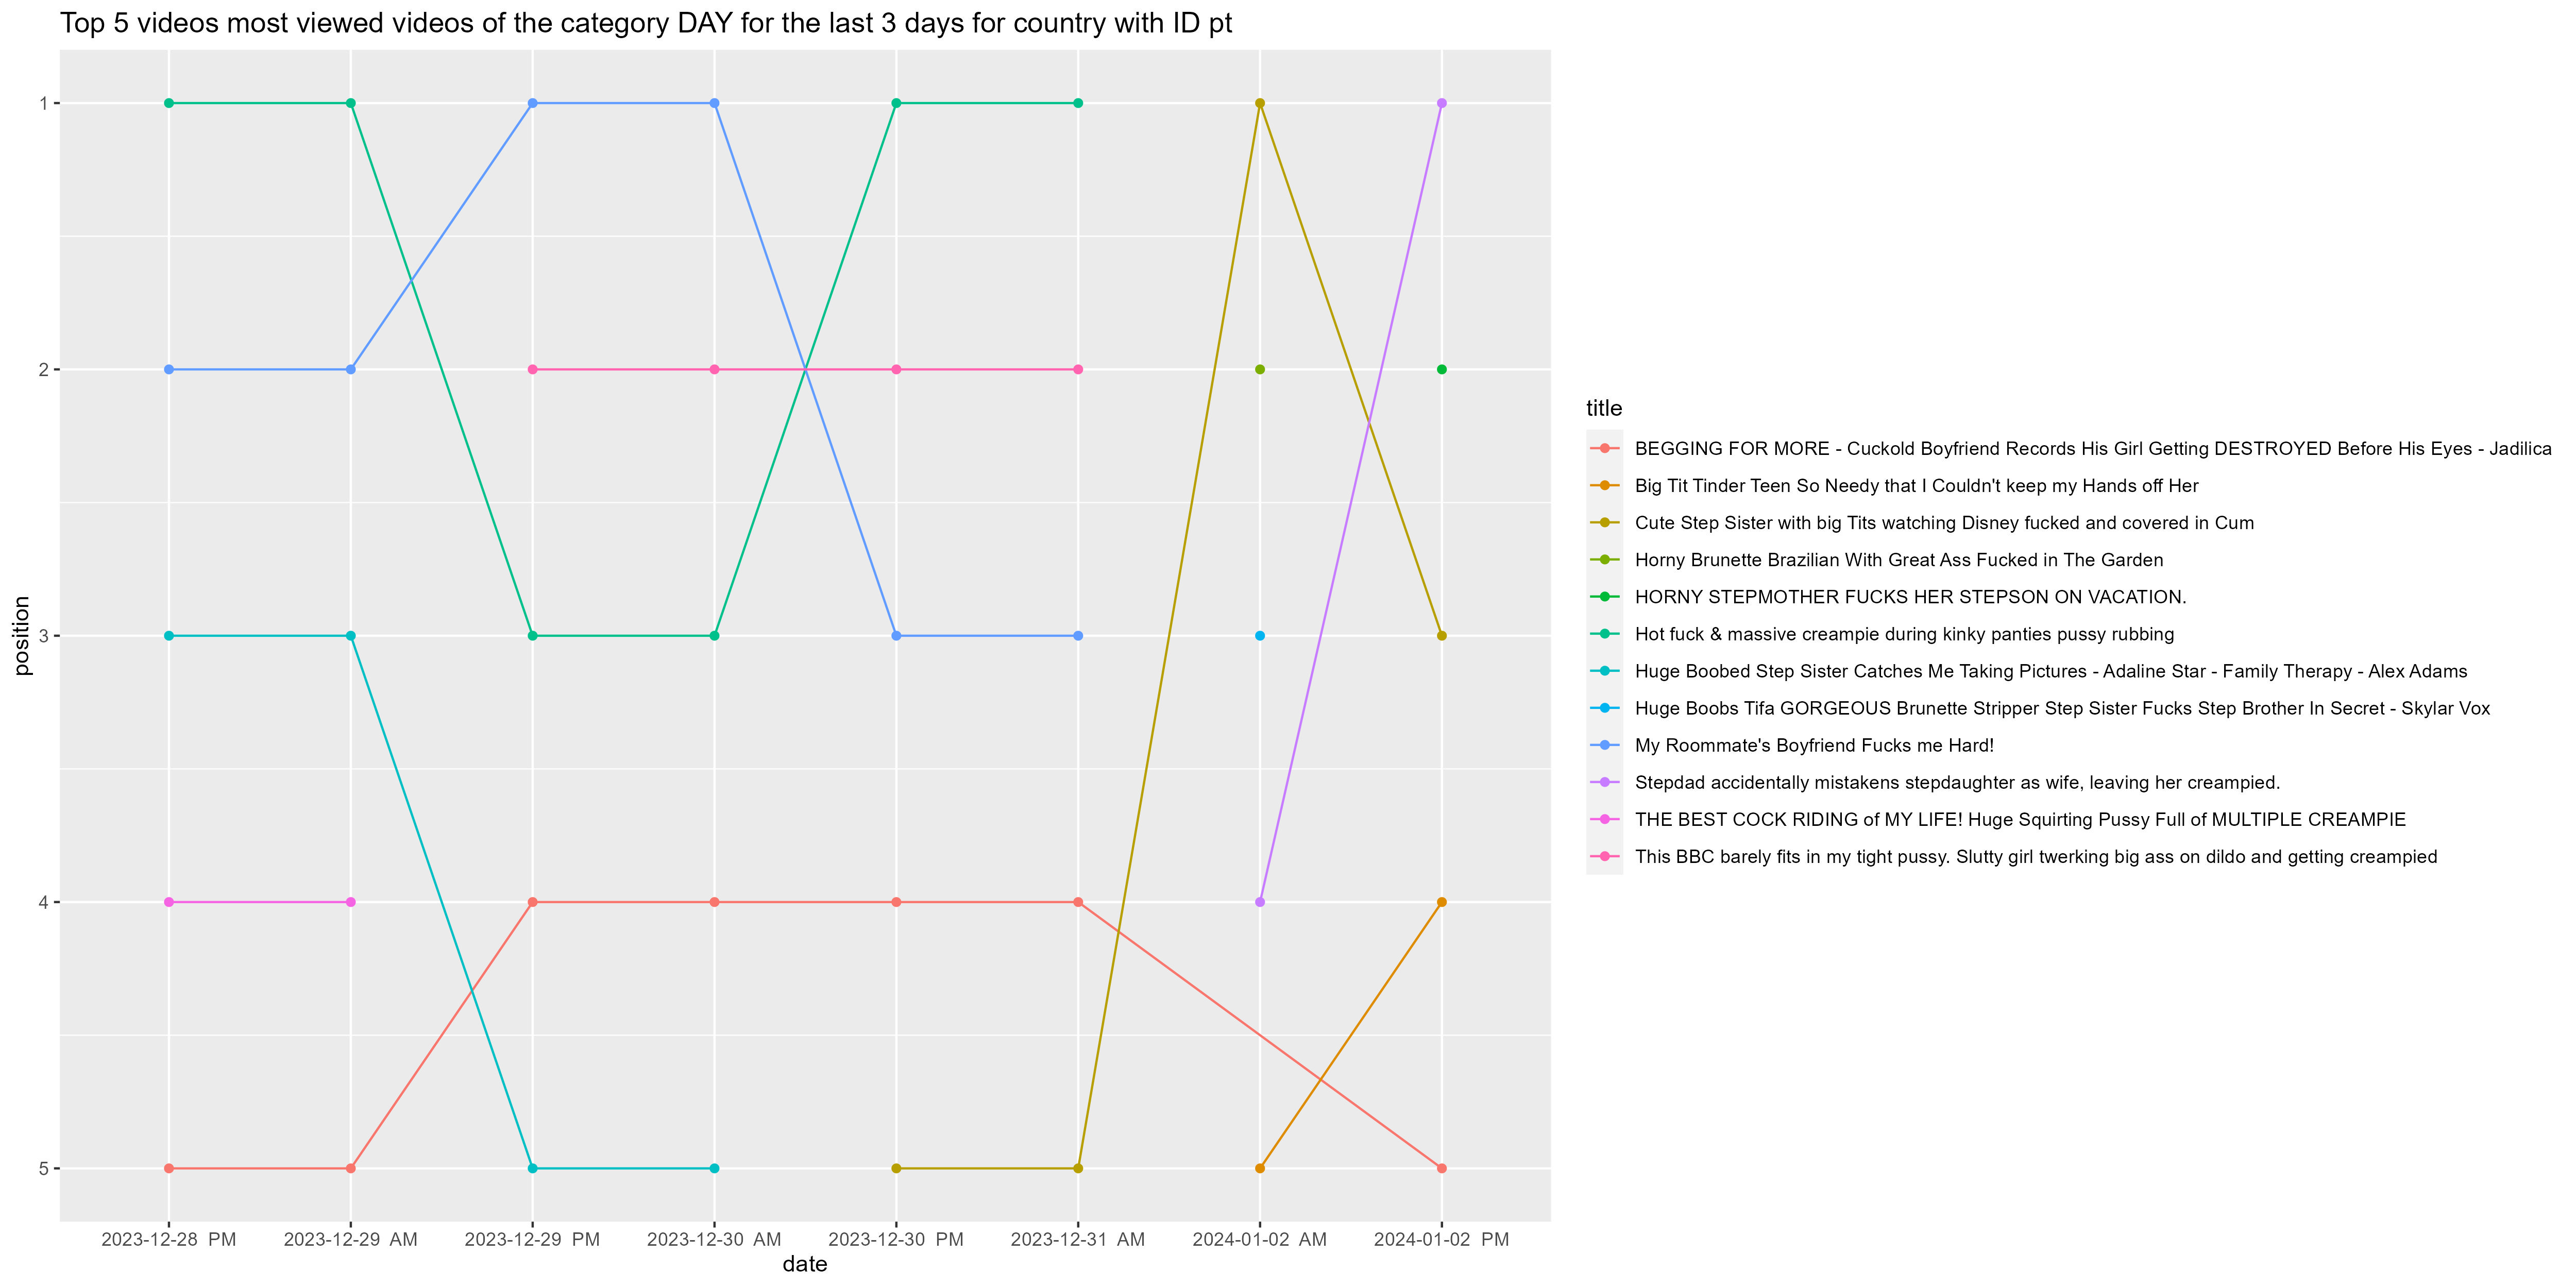 Top 5 videos most viewed videos of the category DAY for the last 3 days for country with ID pt
1
2
3
4
5
position
2023-12-28 PM
2023-12-29 AM
2023-12-29 PM
2023-12-30 AM
2023-12-30 PM
2023-12-31 AM
2024-01-02 AM
2024-01-02 PM
date
title
BEGGING FOR MORE - Cuckold Boyfriend Records His Girl Getting DESTROYED Before His Eyes - Jadilica
Big Tit Tinder Teen So Needy that I Couldn't keep my Hands off Her
Cute Step Sister with big Tits watching Disney fucked and covered in Cum
Horny Brunette Brazilian With Great Ass Fucked in The Garden
HORNY STEPMOTHER FUCKS HER STEPSON ON VACATION.
Hot fuck & massive creampie during kinky panties pussy rubbing
Huge Boobed Step Sister Catches Me Taking Pictures - Adaline Star - Family Therapy - Alex Adams
Huge Boobs Tifa GORGEOUS Brunette Stripper Step Sister Fucks Step Brother In Secret - Skylar Vox
My Roommate's Boyfriend Fucks me Hard!
Stepdad accidentally mistakens stepdaughter as wife, leaving her creampied.
THE BEST COCK RIDING of MY LIFE! Huge Squirting Pussy Full of MULTIPLE CREAMPIE
This BBC barely fits in my tight pussy. Slutty girl twerking big ass on dildo and getting creampied